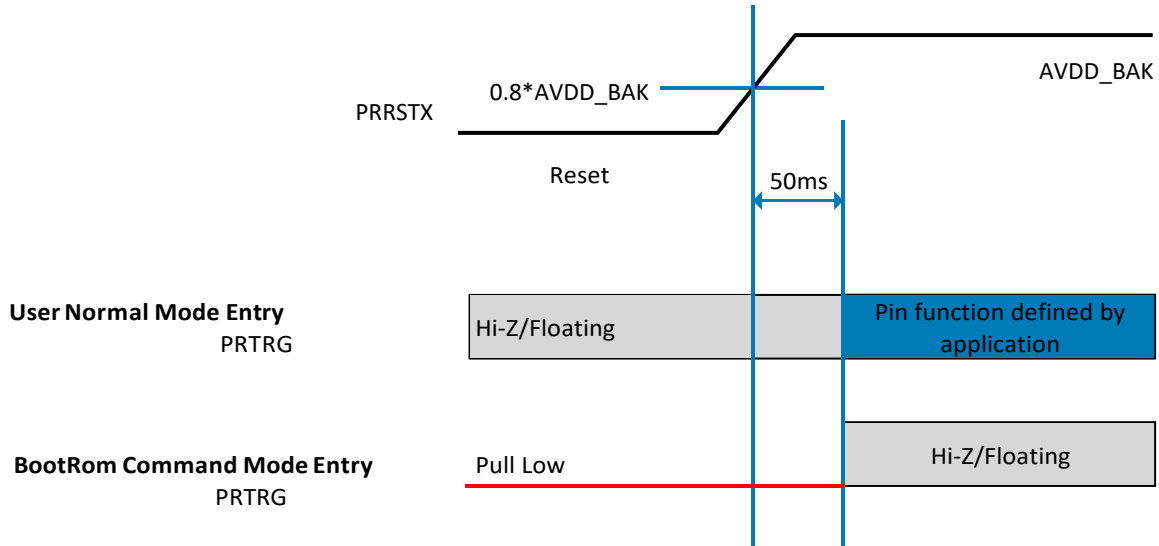 AVDD_BAK
0.8*AVDD_BAK
PRRSTX
Reset
50ms
User Normal Mode Entry
PRTRG
Hi-Z/Floating
Pin function defined by
application
BootRom Command Mode Entry
PRTRG
Pull Low
Hi-Z/Floating